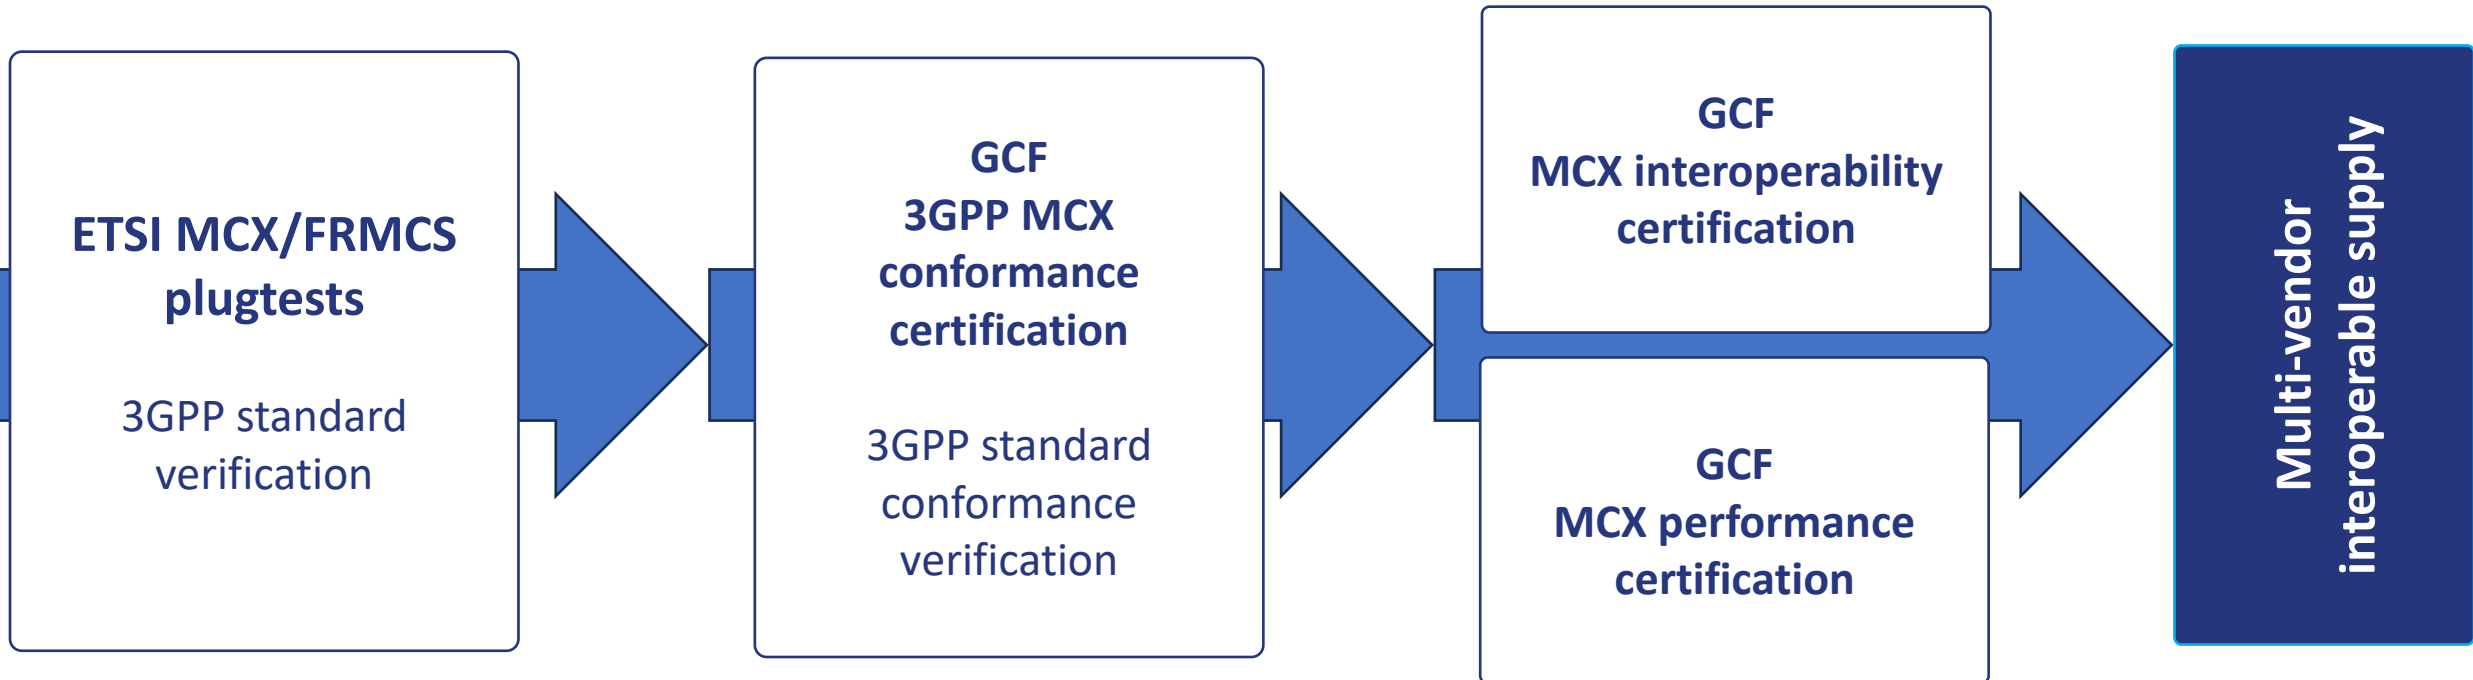 ETSI MCX/FRMCS
plugtests
3GPP standard
verification
GCF
3GPP MCX
conformance
certification
3GPP standard
conformance
verification
GCF
MCX interoperability
certification
GCF
MCX performance
certification
Multi-vendor
interoperable supply